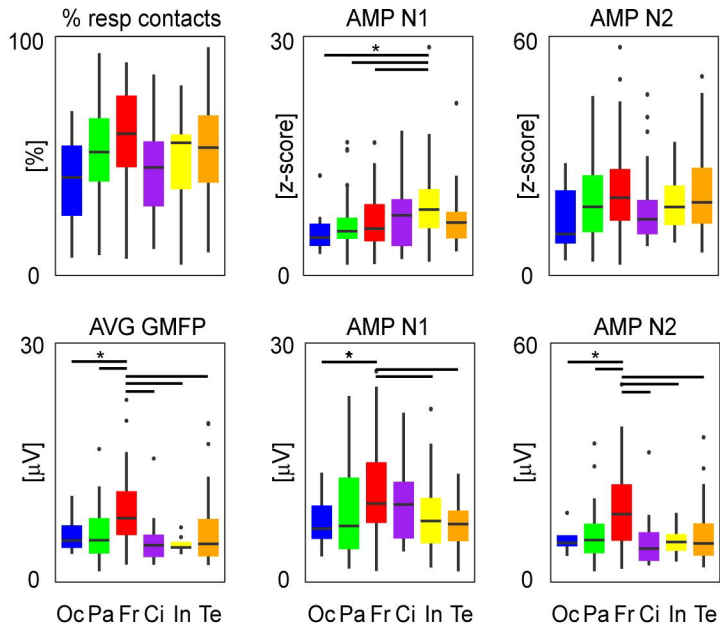 % resp contacts
AMP N1
AMP N2
100
[%]
0
30
[z-score]
0
*
60
[z-score]
0
AVG GMFP
AMP N1
AMP N2
30
[μV]
0
*
30
[μV]
0
*
60
[μV]
0
*
Oc Pa Fr Ci In Te
Oc Pa Fr Ci In Te
Oc Pa Fr Ci In Te